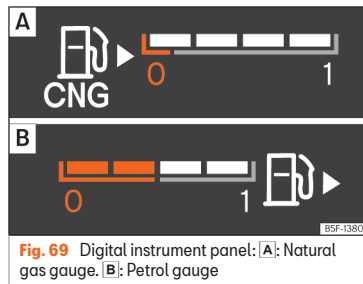 A
CNG
0 1
B
0 1
B5F-1380
Fig. 69 Digital instrument panel: A: Natural
gas gauge. B: Petrol gauge